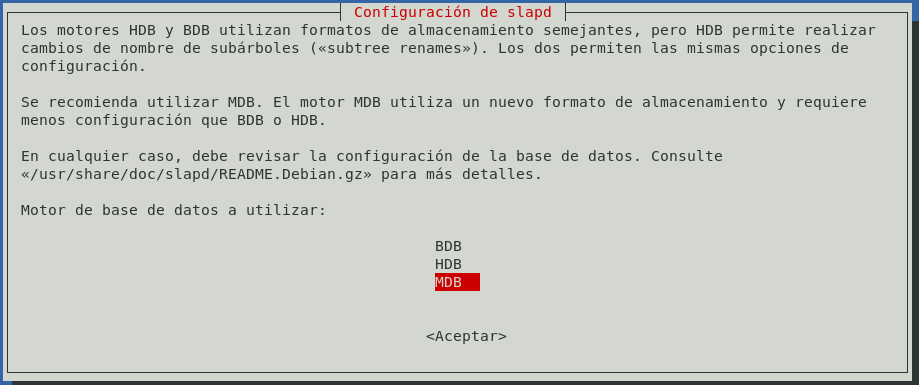 Configuración de slapd
Los motores HDB y BDB utilizan formatos de almacenamiento semejantes, pero HDB permite realizar
cambios de nombre de subárboles («subtree renames»). Los dos permiten las mismas opciones de
configuración.
Se recomienda utilizar MDB. El motor MDB utiliza un nuevo formato de almacenamiento y requiere
menos configuración que BDB o HDB.
En cualquier caso, debe revisar la configuración de la base de datos. Consulte
«/usr/share/doc/slapd/README.Debian.gz» para más detalles.
Motor de base de datos a utilizar:
BDB
HDB
MDB
<Aceptar>